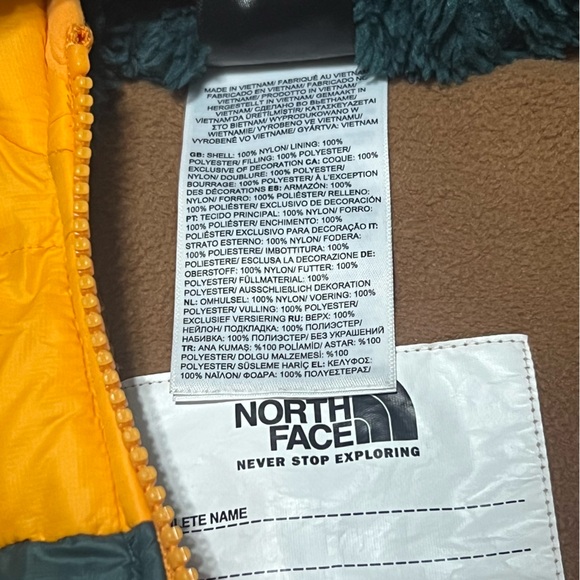 MADE IN VIETNAM/ FABRIQUÉ AU VIETNAM/
FABRICADO EN VIETNAM/ FABRICADO NO
VIETNAM/ PRODOTTO IN VIETNAM/
HERGESTELLT IN VIETNAM/ GEMAAKT IN
VIETNAM/ СДЕЛАНО ВО ВЬЕТНАМЕ/
VIETNAM'DA ÜRETİLMİŞTİR/ ΚΑΤΑΣΚΕΥΑΖΕΤΑΙ
ΣΤΟ ΒΙΕΤΝΑΜ/ WYPRODUKOWANO W
WIETNAMIE/ VYROBENO VE VIETNAMU/ GYÁRTVA: VIETNAM/
GB: SHELL: 100% NYLON/ LINING: 100%
POLYESTER/ FILLING: 100% POLYESTER/
EXCLUSIVE OF DECORATION CA: COQUE: 100%
NYLON/ DOUBLURE: 100% POLYESTER/
BOURRAGE: 100% POLYESTER/ À L'EXCEPTION
DES DÉCORATIONS ES: ARMAZÓN: 100%
NYLON/ FORRO: 100% POLIÉSTER/ RELLENO:
100% POLIÉSTER/ EXCLUSIVO DE DECORACIÓN
PT: TECIDO PRINCIPAL: 100% NYLON/ FORRO:
100% POLIÉSTER/ ENCHIMENTO: 100%
POLIÉSTER/ EXCLUSIVO PARA DECORAÇÃO IT:
STRATO ESTERNO: 100% NYLON/ FODERA:
100% POLIESTERE/ IMBOTTITURA: 100%
POLIESTERE/ ESCLUSA LA DECORAZIONE DE:
OBERSTOFF: 100% NYLON/ FUTTER: 100%
POLYESTER/ FÜLLMATERIAL: 100%
POLYESTER/ AUSSCHLIEßLICH DEKORATION
NL: OMHULSEL: 100% NYLON/ VOERING: 100%
POLYESTER/ VULLING: 100% POLYESTER/
EXCLUSIEF VERSIERING RU: ВЕРХ: 100%
НЕЙЛОН/ ПОДКЛАДКА: 100% ПОЛИЭСТЕР/
НАБИВКА: 100% ПОЛИЭСТЕР/ БЕЗ УКРАШЕНИЙ
TR: ANA KUMAŞ: %100 POLİAMİD/ ASTAR: %100
POLYESTER/ DOLGU MALZEMESİ: %100
POLYESTER/ SÜSLEME HARİÇ EL: ΚΕΛΥΦΟΣ:
100% ΝΑΪΛΟΝ/ ΦΟΔΡΑ: 100% ΠΟΛΥΕΣΤΕΡΑΣ/
NORTH
FACE
NEVER STOP EXPLORING
LETE NAME